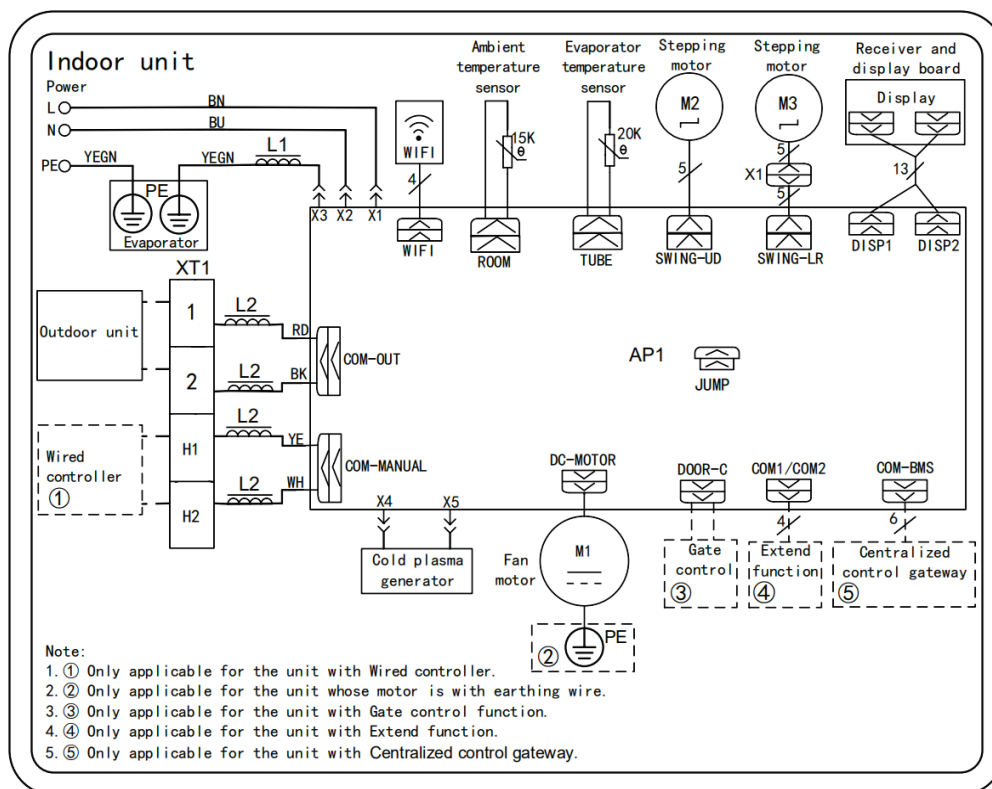 Indoor unit
Power
L
N
PE
BN
BU
YEGN
YEGN
L1
PE
Evaporator
X3 X2 X1
WIFI
4
WIFI
Ambient
temperature
sensor
15K
θ
ROOM
Evaporator
temperature
sensor
20K
θ
TUBE
Stepping
motor
M2
5
SWING-UD
Stepping
motor
M3
5
X1
5
SWING-LR
Receiver and
display board
Display
13
DISP1
DISP2
XT1
Outdoor unit
1
2
L2
RD
L2
BK
COM-OUT
AP1
JUMP
Wired
controller
①
H1
H2
L2
YE
L2
WH
COM-MANUAL
X4
X5
Cold plasma
generator
DC-MOTOR
Fan
motor
M1
②
PE
DOOR-C
Gate
control
③
COM1/COM2
4
Extend
function
④
COM-BMS
6
Centralized
control gateway
⑤
Note:
1. ① Only applicable for the unit with Wired controller.
2. ② Only applicable for the unit whose motor is with earthing wire.
3. ③ Only applicable for the unit with Gate control function.
4. ④ Only applicable for the unit with Extend function.
5. ⑤ Only applicable for the unit with Centralized control gateway.